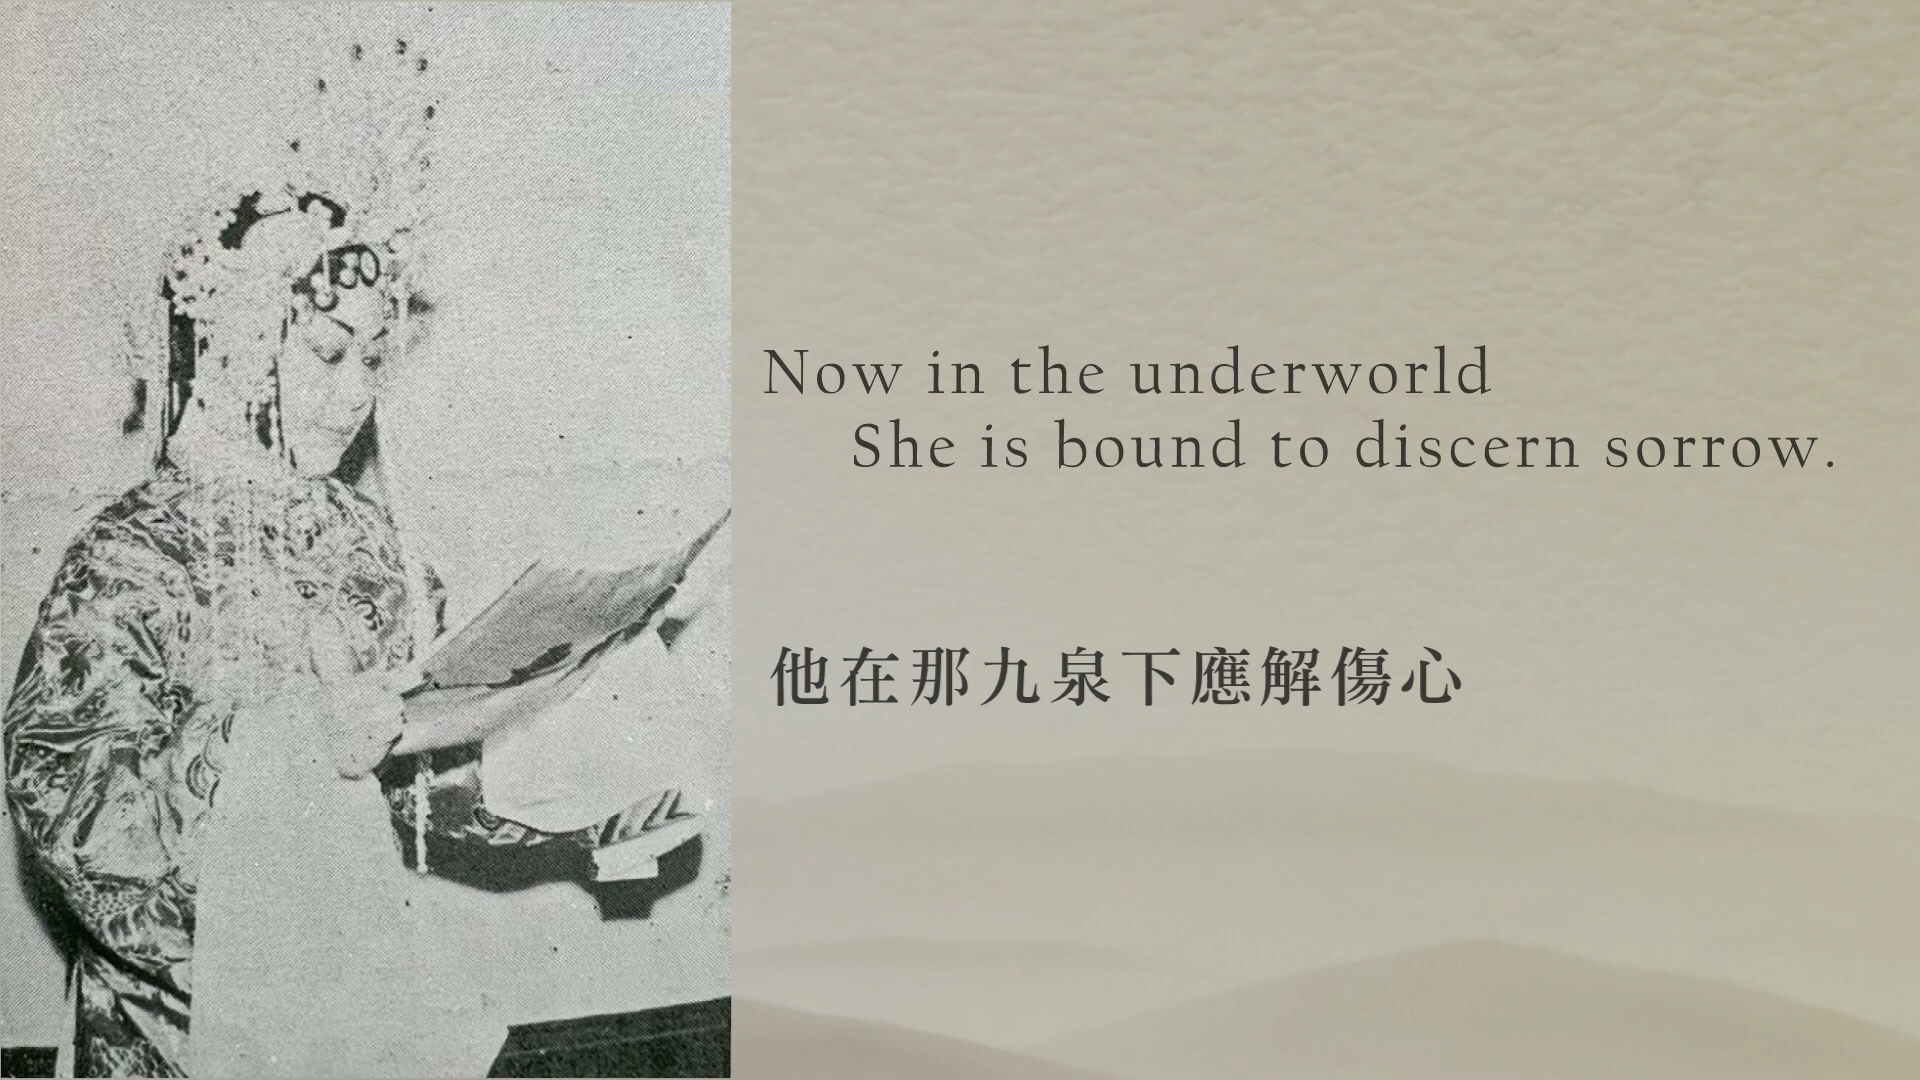 Now in the underworld
She is bound to discern sorrow.
他在那九泉下應解傷心